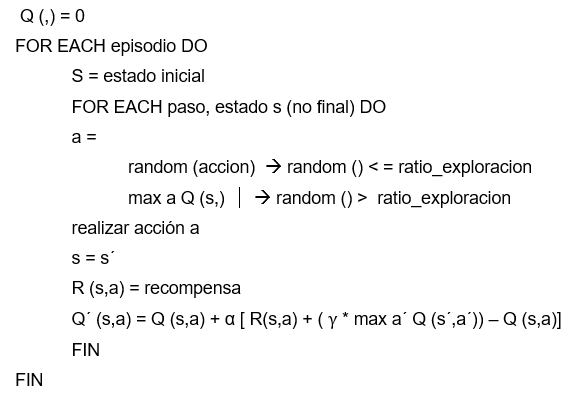 Q (,) = 0
FOR EACH episodio DO
S = estado inicial
FOR EACH paso, estado s (no final) DO
a =
random (accion) → random () < = ratio_exploracion
max a Q (s,) | → random () > ratio_exploracion
realizar acción a
s = s´
R (s,a) = recompensa
Q´ (s,a) = Q (s,a) + α [ R(s,a) + ( γ * max a´ Q (s´,a´)) – Q (s,a)]
FIN
FIN